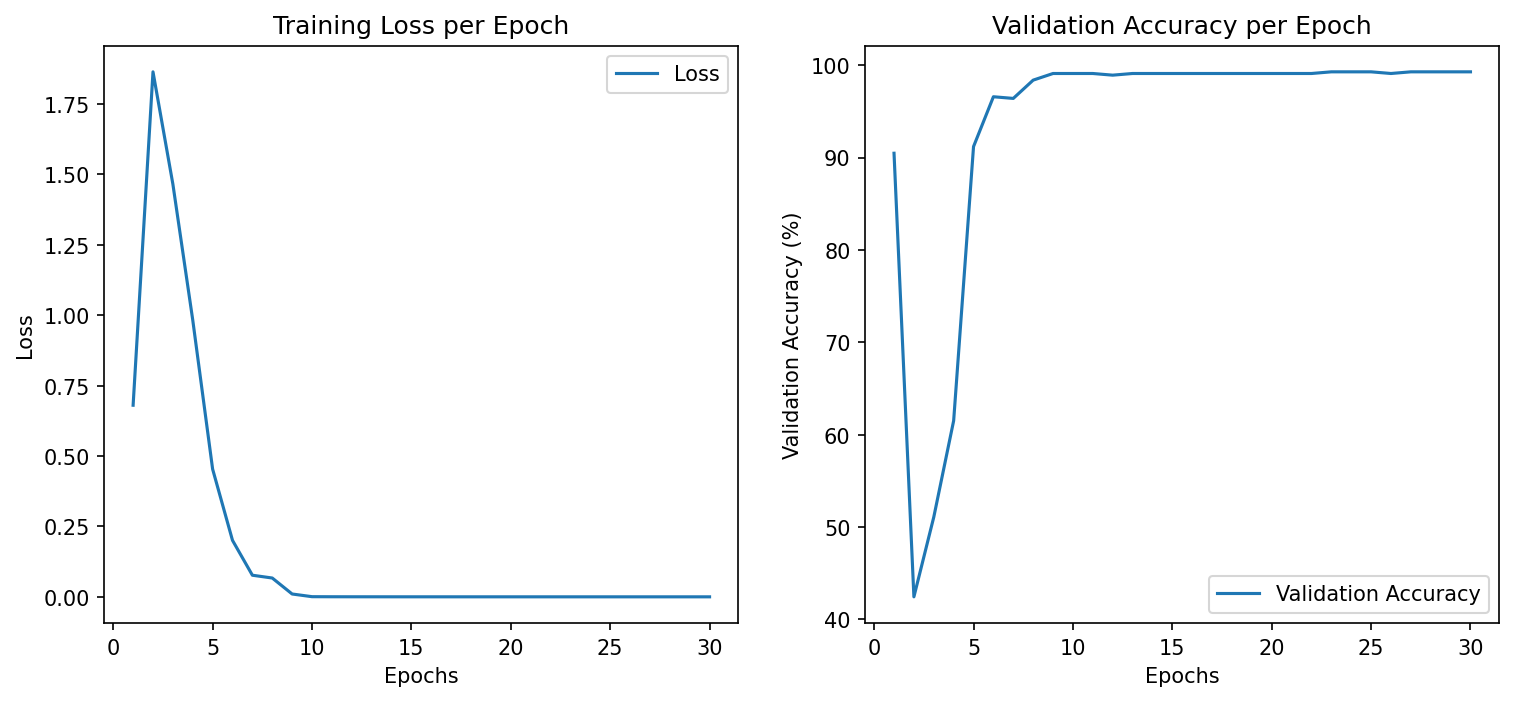 Training Loss per Epoch
Loss
1.75
1.50
1.25
1.00
0.75
0.50
0.25
0.00
Loss
0 5 10 15 20 25 30
Epochs
Validation Accuracy per Epoch
100
90
80
70
60
50
40
Validation Accuracy (%)
Validation Accuracy
0 5 10 15 20 25 30
Epochs